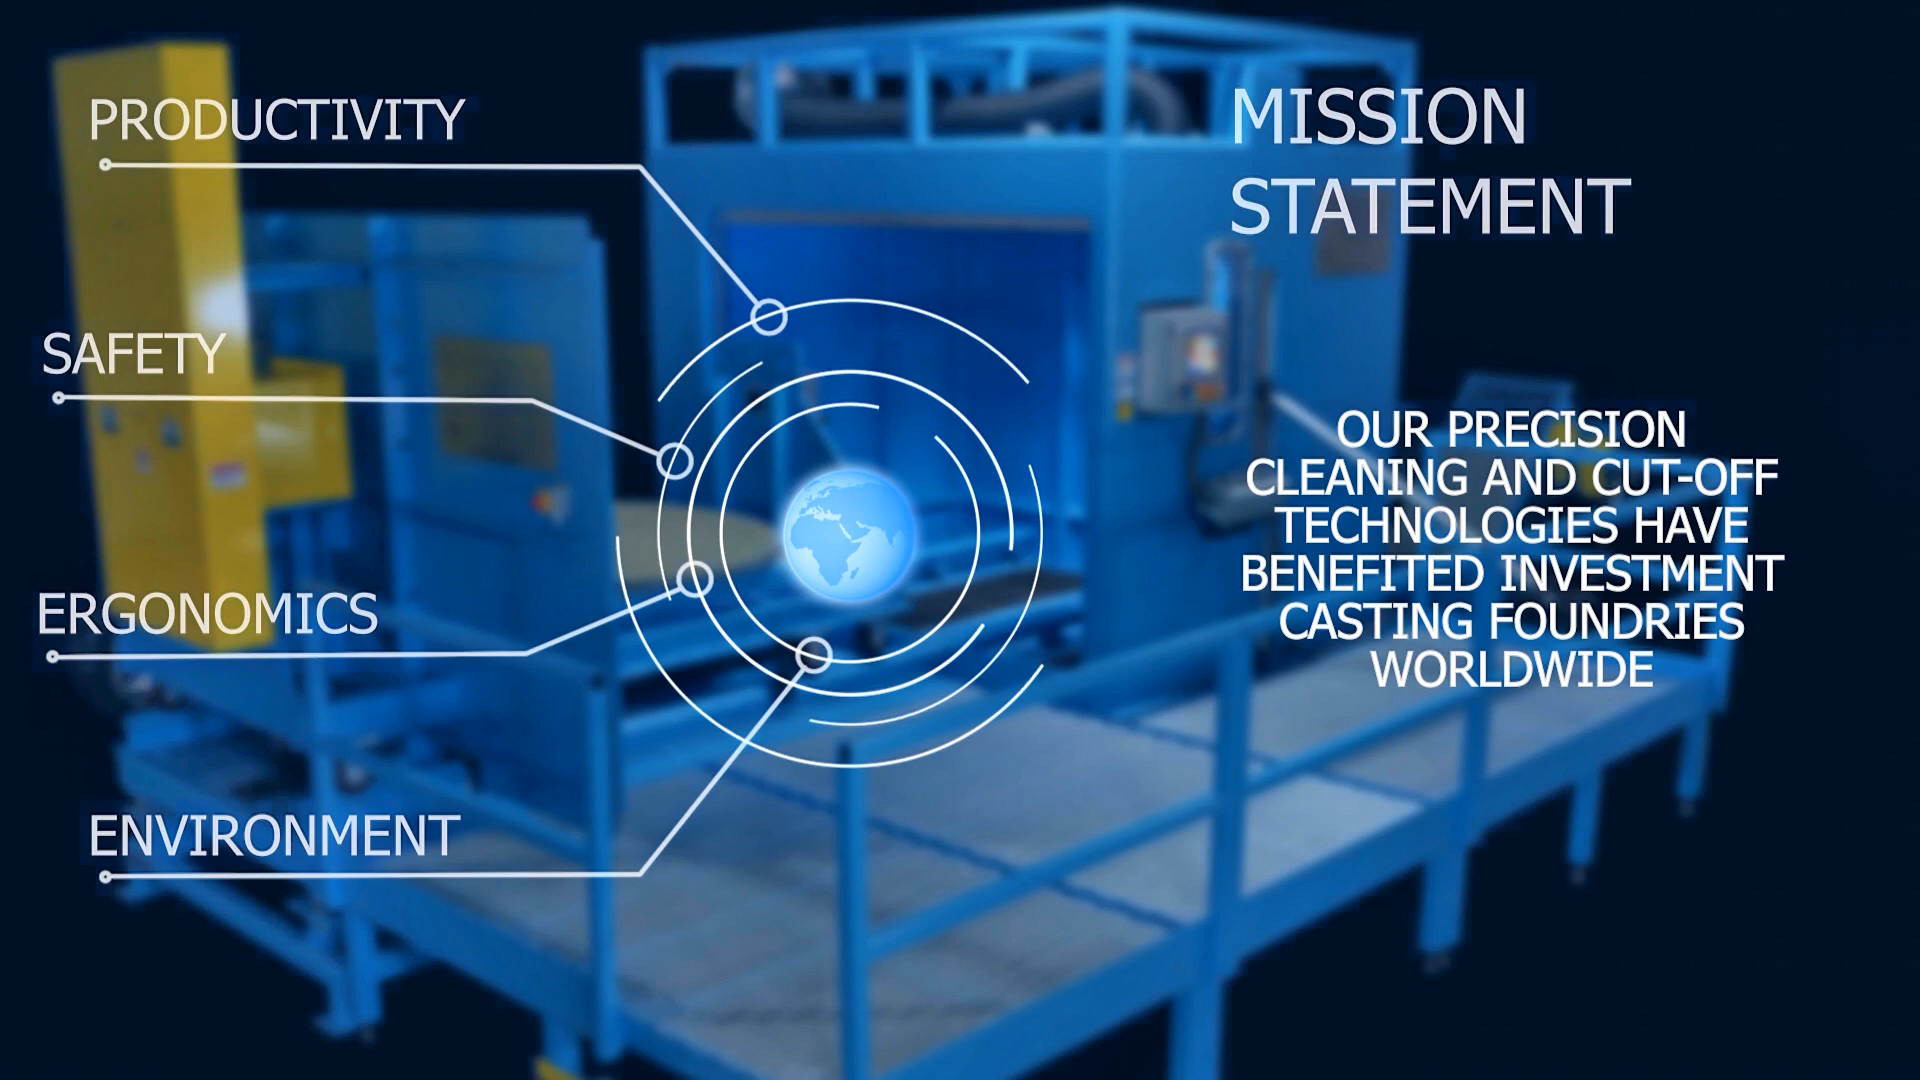 PRODUCTIVITY
SAFETY
ERGONOMICS
ENVIRONMENT
MISSION
STATEMENT
OUR PRECISION
CLEANING AND CUT-OFF
TECHNOLOGIES HAVE
BENEFITED INVESTMENT
CASTING FOUNDRIES
WORLDWIDE